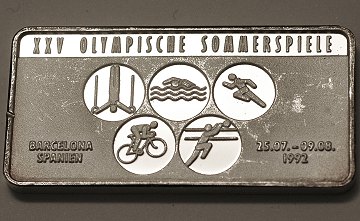 XXV OLYMPISCHE SOMMERSPIELE
BARCELONA
SPANIEN
25.07. - 09.08.
1992